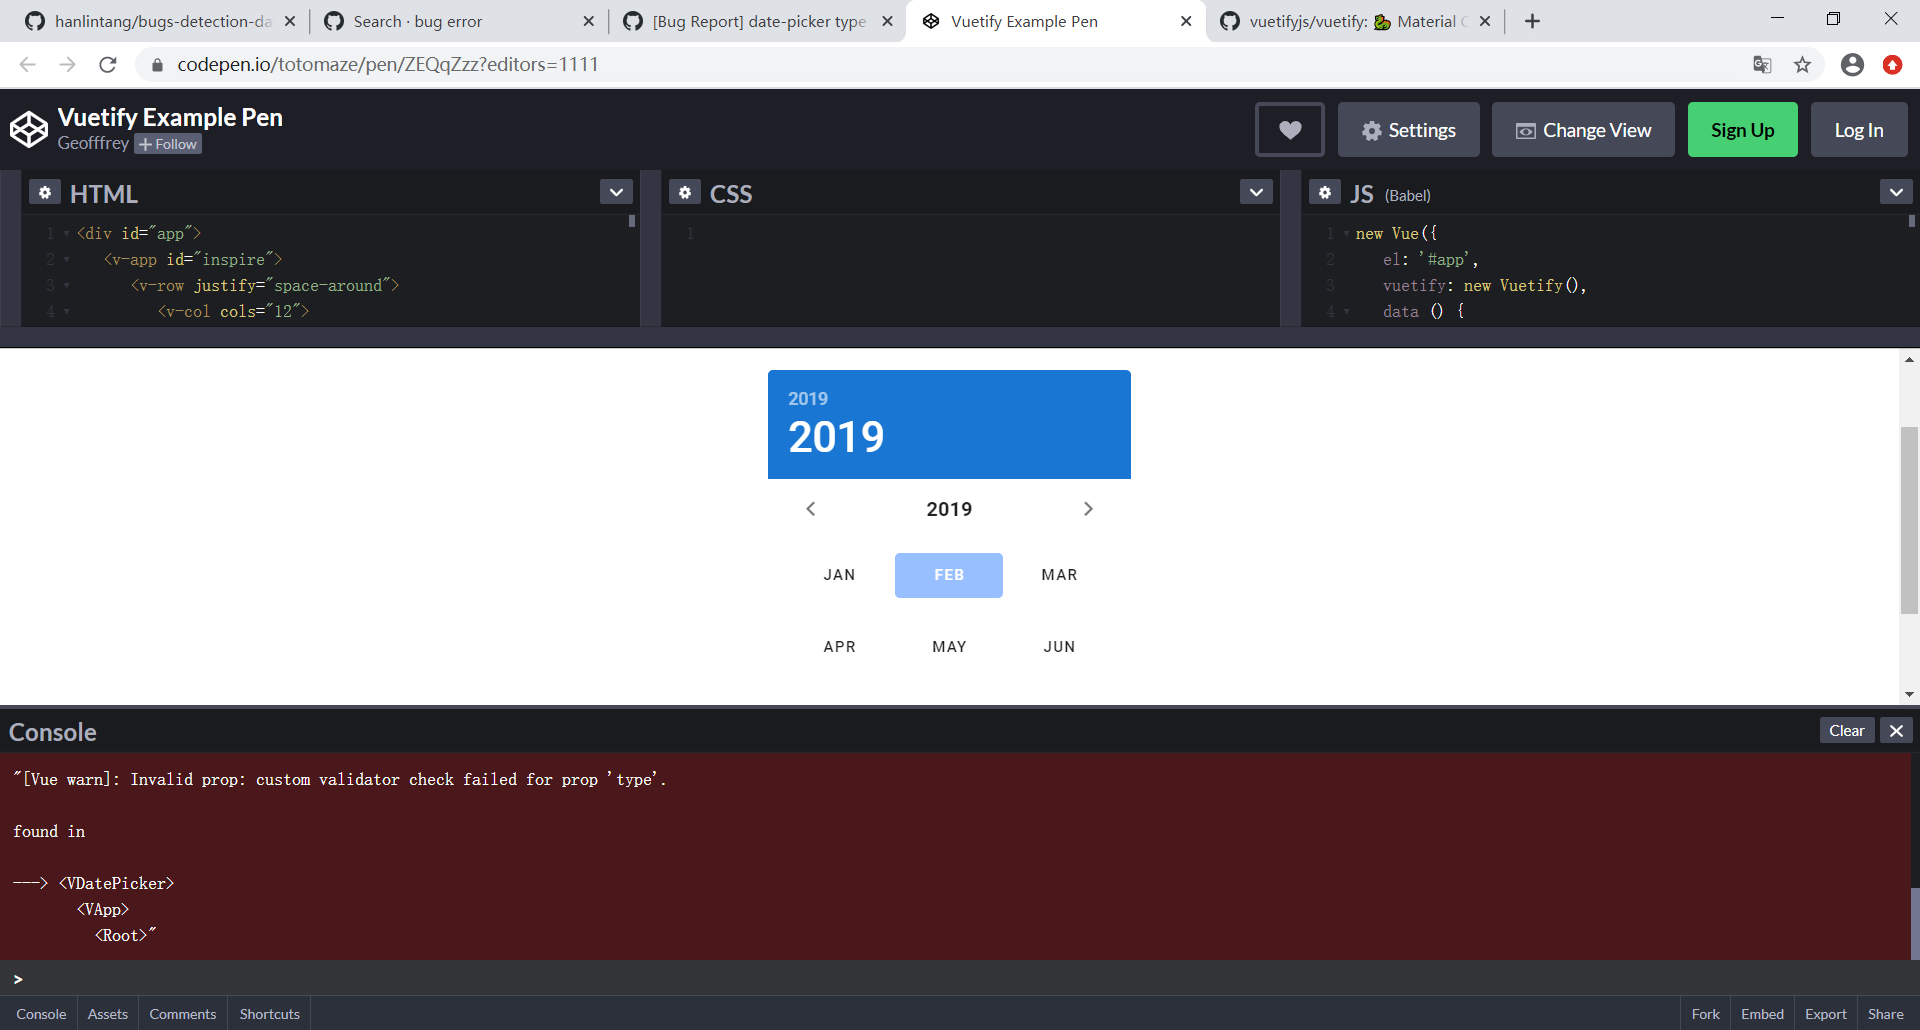 hanlintang/bugs-detection-da
Search · bug error
[Bug Report] date-picker type
Vuetify Example Pen
vuetifyjs/vuetify: 🐉 Material C
codepen.io/totomaze/pen/ZEQqZzz?editors=1111
Vuetify Example Pen
Geofffrey + Follow
Settings
Change View
Sign Up
Log In
HTML
1 <div id="app">
2 <v-app id="inspire">
3 <v-row justify="space-around">
4 <v-col cols="12">
CSS
1
JS (Babel)
1 new Vue({
2 el: '#app',
3 vuetify: new Vuetify(),
4 data () {
2019
2019
2019
JAN FEB MAR
APR MAY JUN
Console
Clear
"[Vue warn]: Invalid prop: custom validator check failed for prop 'type'.
found in
---> <VDatePicker>
<VApp>
<Root>"
>
Console Assets Comments Shortcuts
Fork Embed Export Share